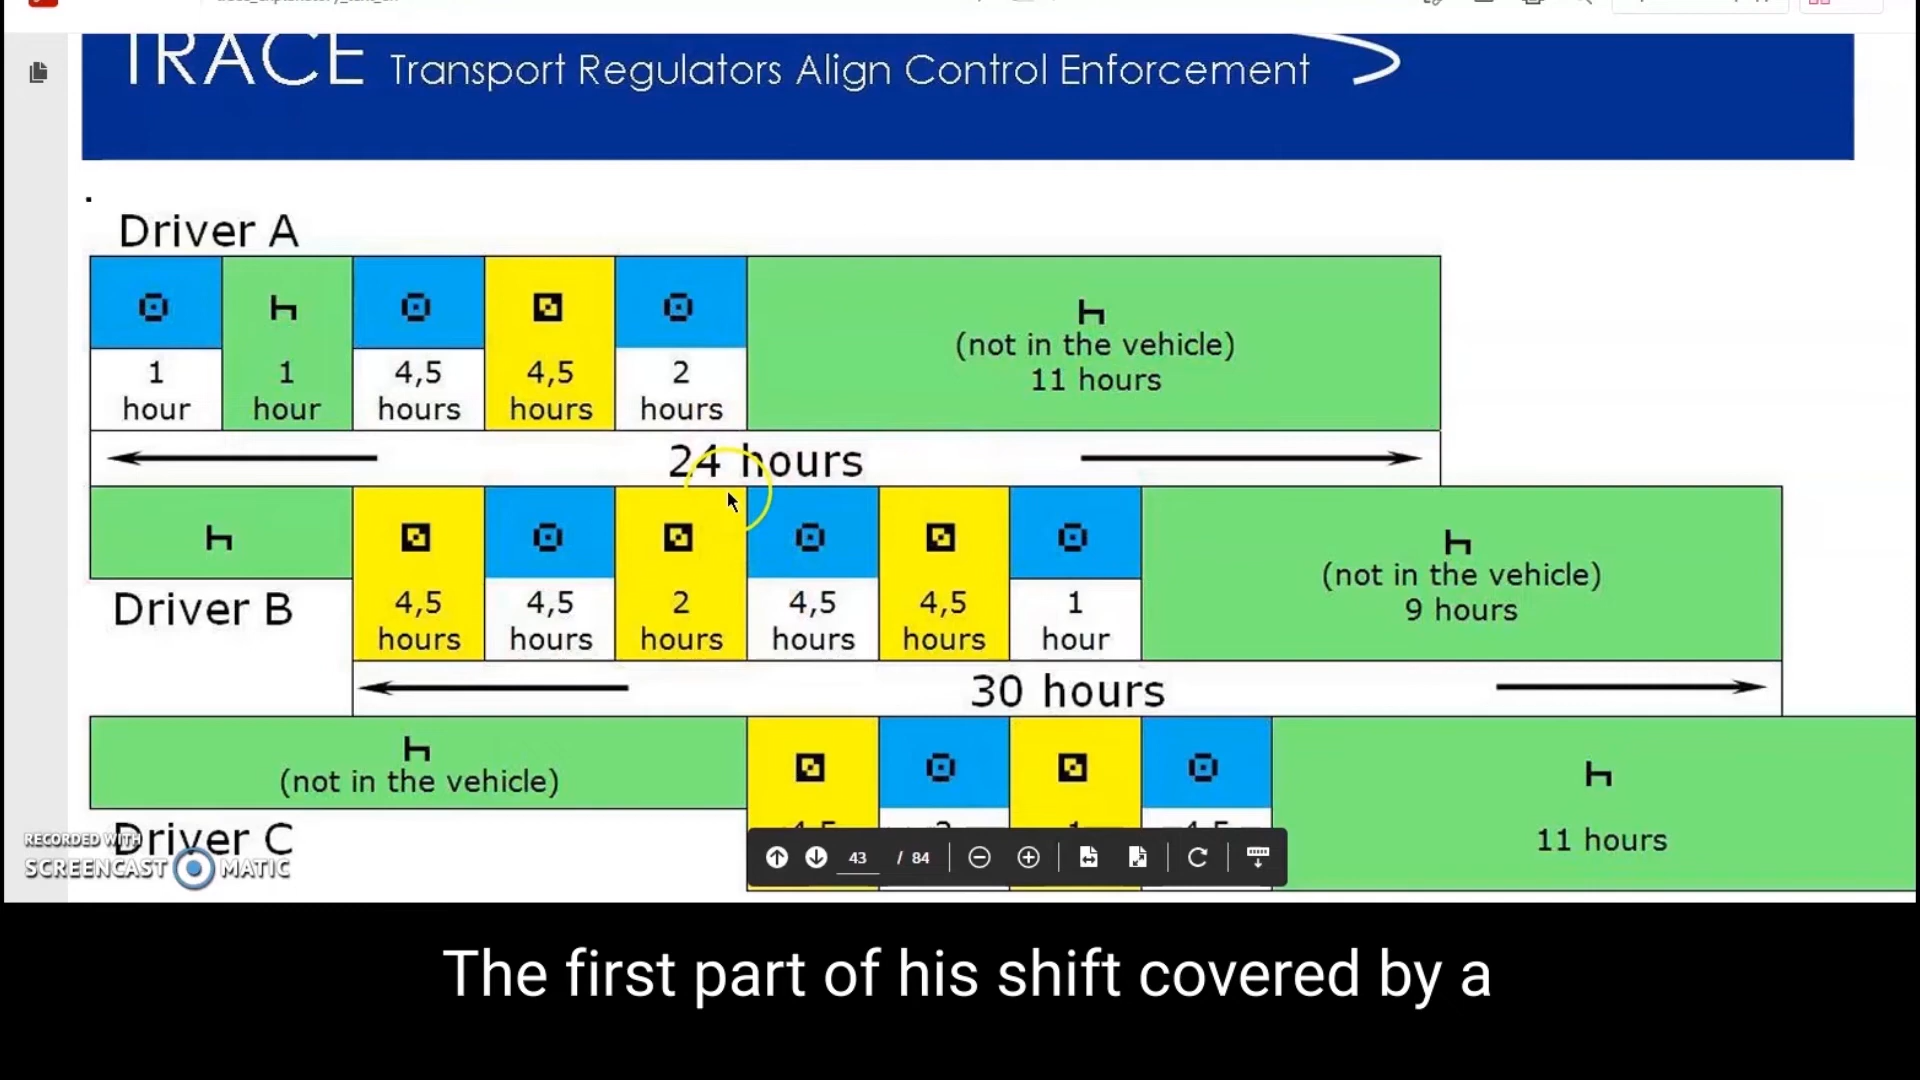 TRACE Transport Regulators Align Control Enforcement
.
Driver A
1 hour
1 hour
4,5 hours
4,5 hours
2 hours
(not in the vehicle)
11 hours
24 hours
Driver B
4,5 hours
4,5 hours
2 hours
4,5 hours
4,5 hours
1 hour
(not in the vehicle)
9 hours
30 hours
(not in the vehicle)
Driver C
11 hours
RECORDED WITH
SCREENCAST MATIC
43 / 84
The first part of his shift covered by a